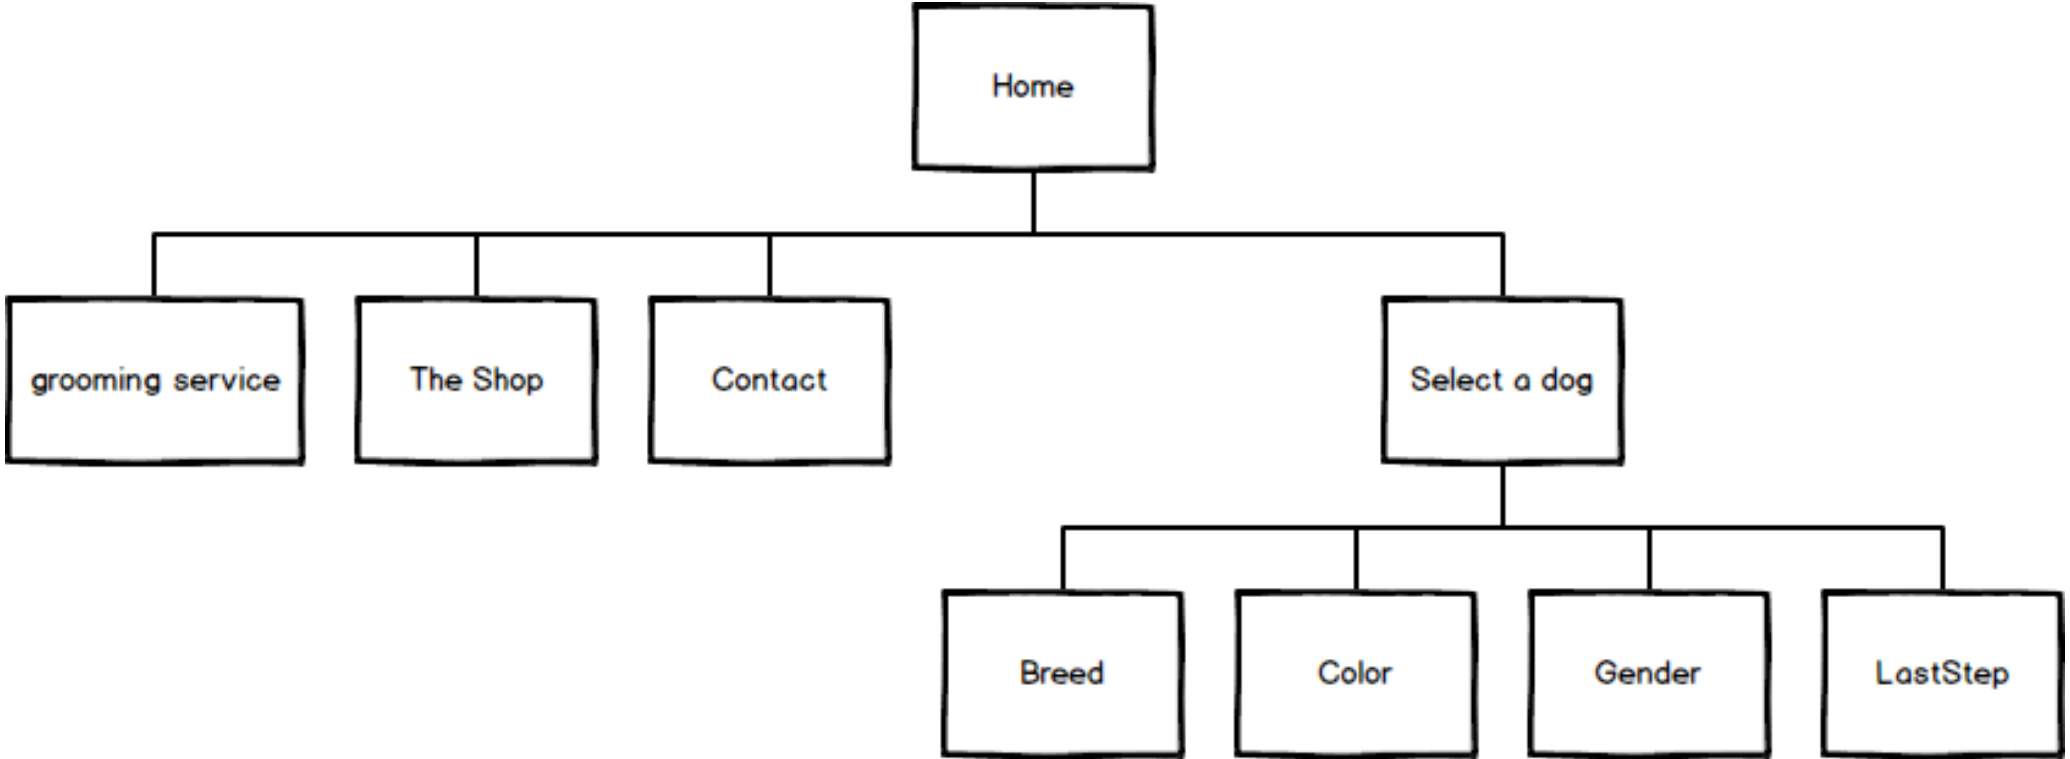 Home
grooming service
The Shop
Contact
Select a dog
Breed
Color
Gender
LastStep